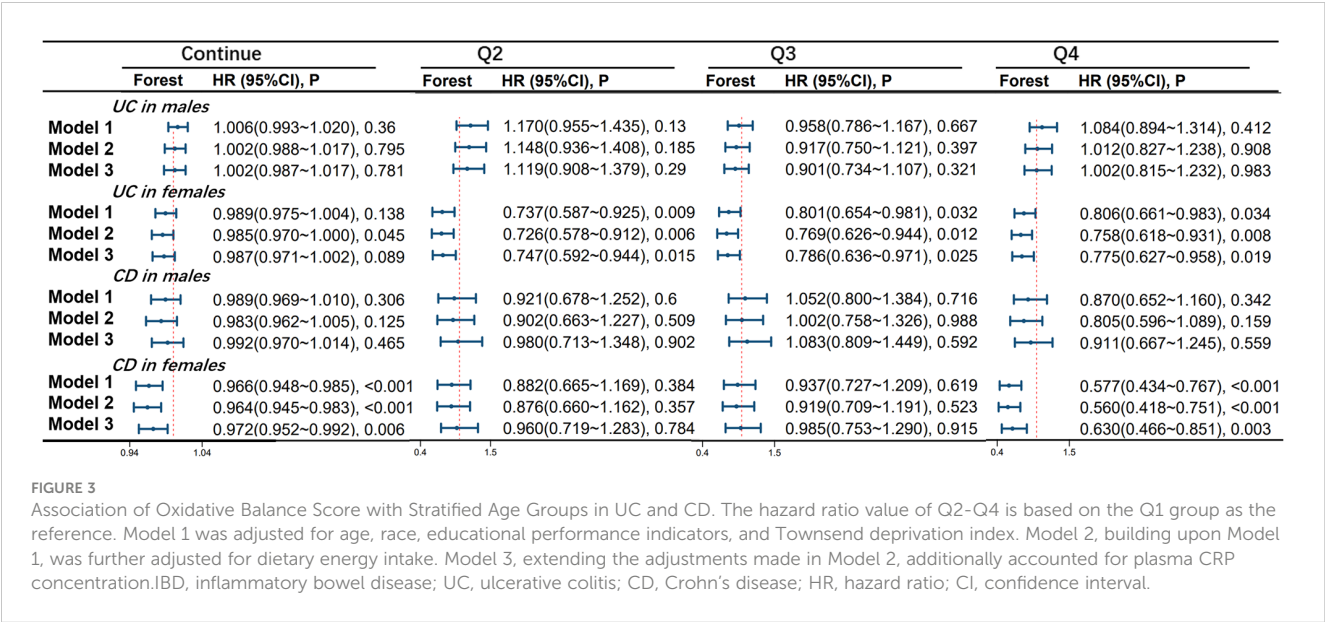 Continue Q2 Q3 Q4
Forest HR (95%CI), P Forest HR (95%CI), P Forest HR (95%CI), P Forest HR (95%CI), P
UC in males
Model 1 1.006(0.993~1.020), 0.36 1.170(0.955~1.435), 0.13 0.958(0.786~1.167), 0.667 1.084(0.894~1.314), 0.412
Model 2 1.002(0.988~1.017), 0.795 1.148(0.936~1.408), 0.185 0.917(0.750~1.121), 0.397 1.012(0.827~1.238), 0.908
Model 3 1.002(0.987~1.017), 0.781 1.119(0.908~1.379), 0.29 0.901(0.734~1.107), 0.321 1.002(0.815~1.232), 0.983
UC in females
Model 1 0.989(0.975~1.004), 0.138 0.737(0.587~0.925), 0.009 0.801(0.654~0.981), 0.032 0.806(0.661~0.983), 0.034
Model 2 0.985(0.970~1.000), 0.045 0.726(0.578~0.912), 0.006 0.769(0.626~0.944), 0.012 0.758(0.618~0.931), 0.008
Model 3 0.987(0.971~1.002), 0.089 0.747(0.592~0.944), 0.015 0.786(0.636~0.971), 0.025 0.775(0.627~0.958), 0.019
CD in males
Model 1 0.989(0.969~1.010), 0.306 0.921(0.678~1.252), 0.6 1.052(0.800~1.384), 0.716 0.870(0.652~1.160), 0.342
Model 2 0.983(0.962~1.005), 0.125 0.902(0.663~1.227), 0.509 1.002(0.758~1.326), 0.988 0.805(0.596~1.089), 0.159
Model 3 0.992(0.970~1.014), 0.465 0.980(0.713~1.348), 0.902 1.083(0.809~1.449), 0.592 0.911(0.667~1.245), 0.559
CD in females
Model 1 0.966(0.948~0.985), <0.001 0.882(0.665~1.169), 0.384 0.937(0.727~1.209), 0.619 0.577(0.434~0.767), <0.001
Model 2 0.964(0.945~0.983), <0.001 0.876(0.660~1.162), 0.357 0.919(0.709~1.191), 0.523 0.560(0.418~0.751), <0.001
Model 3 0.972(0.952~0.992), 0.006 0.960(0.719~1.283), 0.784 0.985(0.753~1.290), 0.915 0.630(0.466~0.851), 0.003
0.94 1.04 0.4 1.5 0.4 1.5 0.4 1.5
FIGURE 3
Association of Oxidative Balance Score with Stratified Age Groups in UC and CD. The hazard ratio value of Q2-Q4 is based on the Q1 group as the
reference. Model 1 was adjusted for age, race, educational performance indicators, and Townsend deprivation index. Model 2, building upon Model
1, was further adjusted for dietary energy intake. Model 3, extending the adjustments made in Model 2, additionally accounted for plasma CRP
concentration.IBD, inflammatory bowel disease; UC, ulcerative colitis; CD, Crohn's disease; HR, hazard ratio; CI, confidence interval.